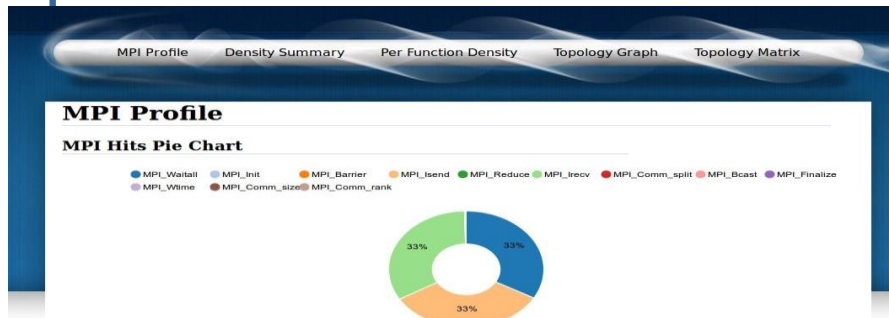 MPI Profile Density Summary Per Function Density Topology Graph Topology Matrix
MPI Profile
MPI Hits Pie Chart
MPI_Waitall MPI_Init MPI_Barrier MPI_Isend MPI_Reduce MPI_Irecv MPI_Comm_split MPI_Bcast MPI_Finalize
MPI_Wtime MPI_Comm_size MPI_Comm_rank
33% 33%
33%